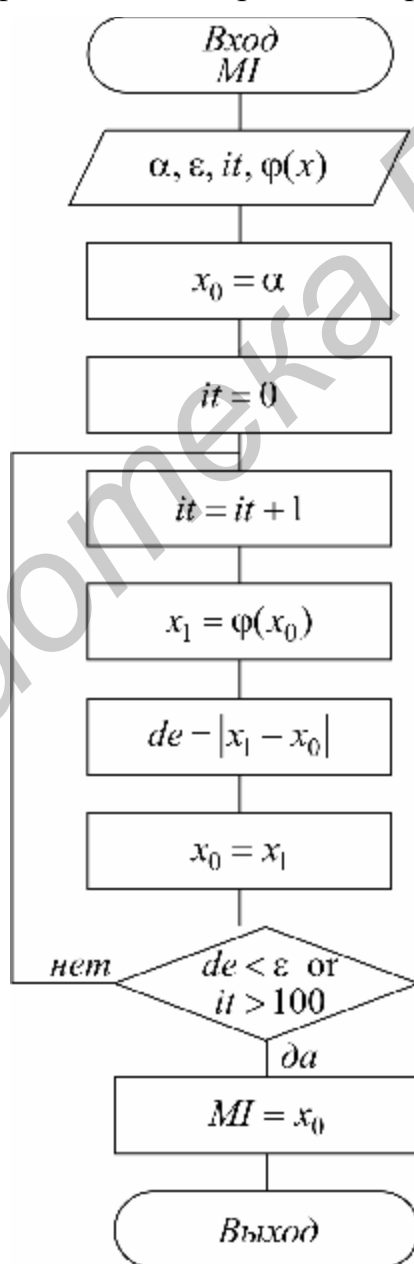 Вход
MI
α, ε, it, φ(x)
x₀ = α
it = 0
it = it + 1
x₁ = φ(x₀)
de = |x₁ − x₀|
x₀ = x₁
нет
de < ε or
it > 100
да
MI = x₀
Выход